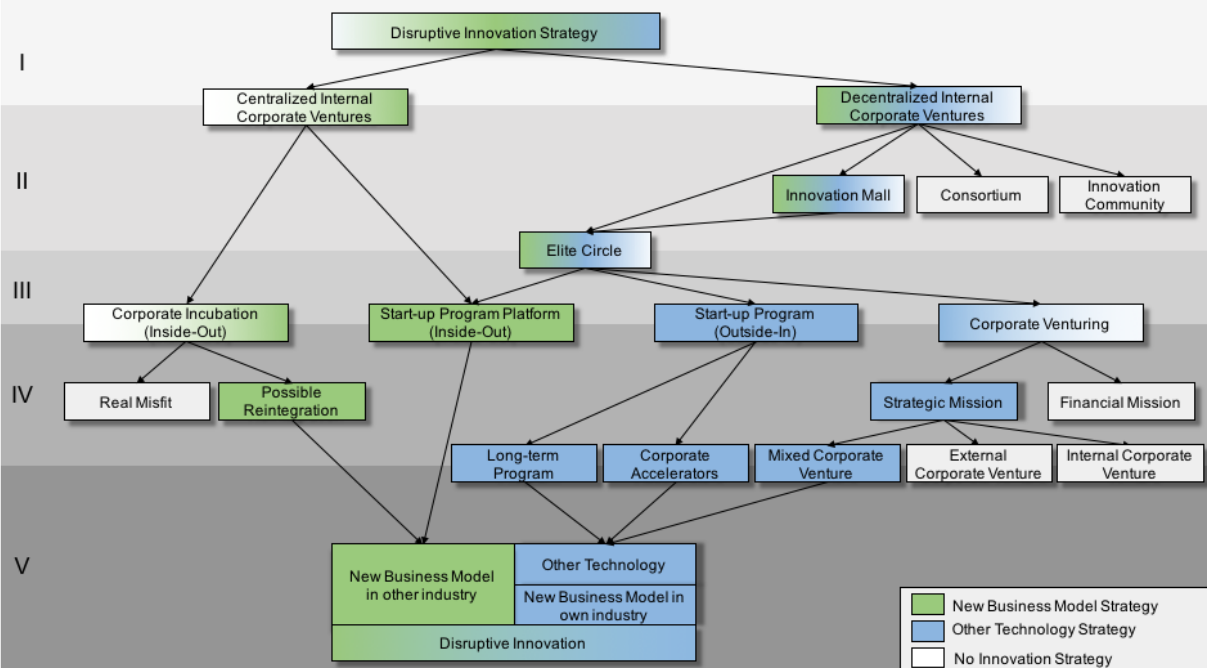 I
Disruptive Innovation Strategy
Centralized Internal
Corporate Ventures
Decentralized Internal
Corporate Ventures
II
Innovation Mall
Consortium
Innovation
Community
Elite Circle
III
Corporate Incubation
(Inside-Out)
Start-up Program Platform
(Inside-Out)
Start-up Program
(Outside-In)
Corporate Venturing
IV
Real Misfit
Possible
Reintegration
Strategic Mission
Financial Mission
Long-term
Program
Corporate
Accelerators
Mixed Corporate
Venture
External
Corporate Venture
Internal Corporate
Venture
V
New Business Model
in other industry
Other Technology
New Business Model in
own industry
Disruptive Innovation
New Business Model Strategy
Other Technology Strategy
No Innovation Strategy